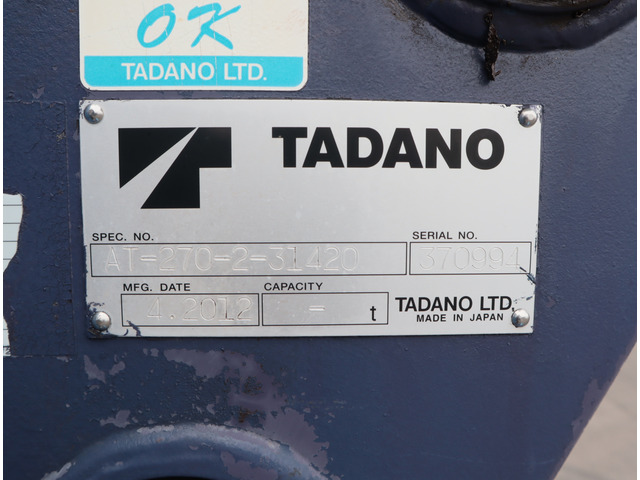 OK
TADANO LTD.
TADANO
SPEC. NO.
SERIAL NO.
AT-270-2-31420
370994
MFG. DATE
CAPACITY
4.2012
- t
TADANO LTD.
MADE IN JAPAN